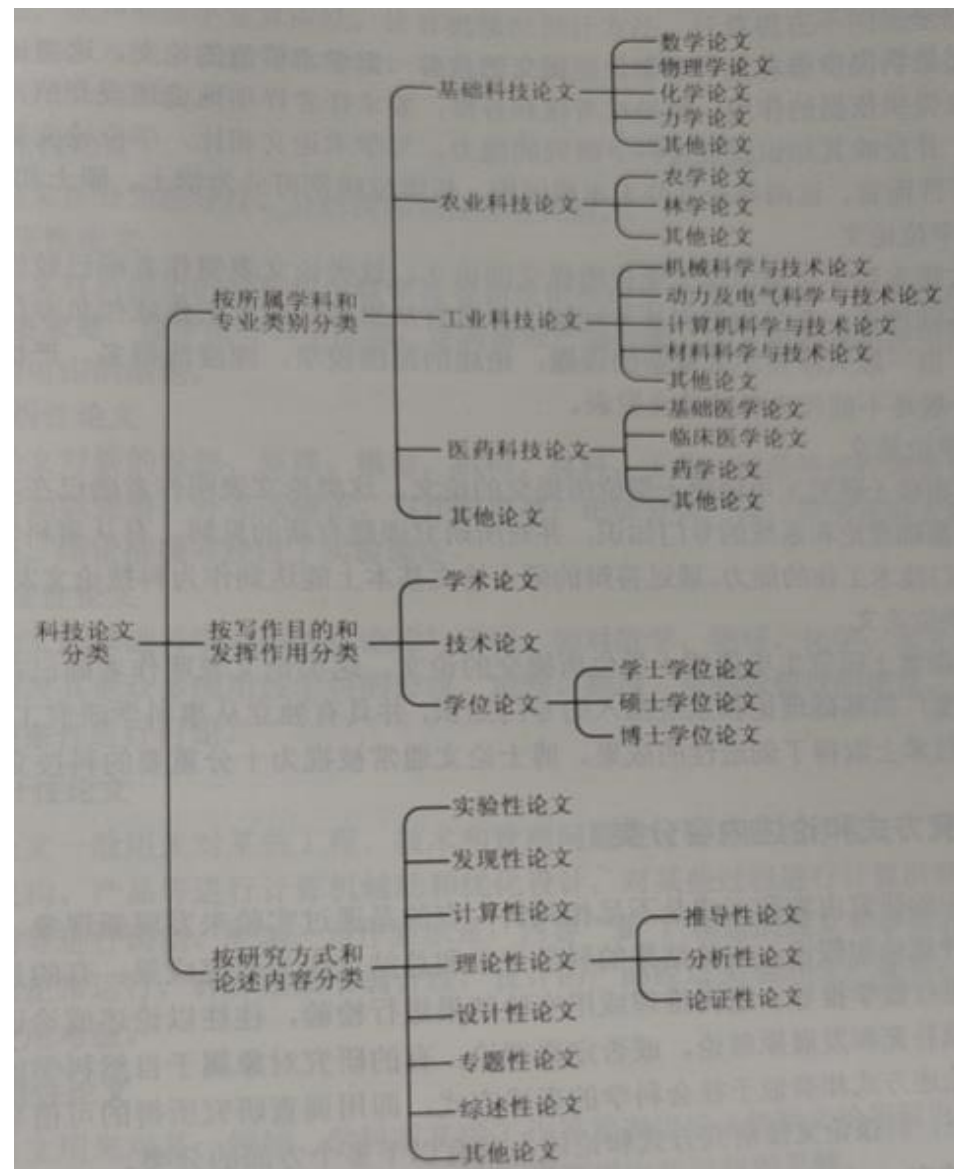 数学论文
物理学论文
基础科技论文
化学论文
力学论文
其他论文
农学论文
农业科技论文
林学论文
其他论文
机械科学与技术论文
动力及电气科学与技术论文
按所属学科和
专业类别分类
工业科技论文
计算机科学与技术论文
材料科学与技术论文
其他论文
基础医学论文
临床医学论文
医药科技论文
药学论文
其他论文
其他论文
学术论文
科技论文
分类
按写作目的和
发挥作用分类
技术论文
学位论文
学士学位论文
硕士学位论文
博士学位论文
实验性论文
发现性论文
计算性论文
按研究方式和
论述内容分类
理论性论文
推导性论文
分析性论文
论证性论文
设计性论文
专题性论文
综述性论文
其他论文